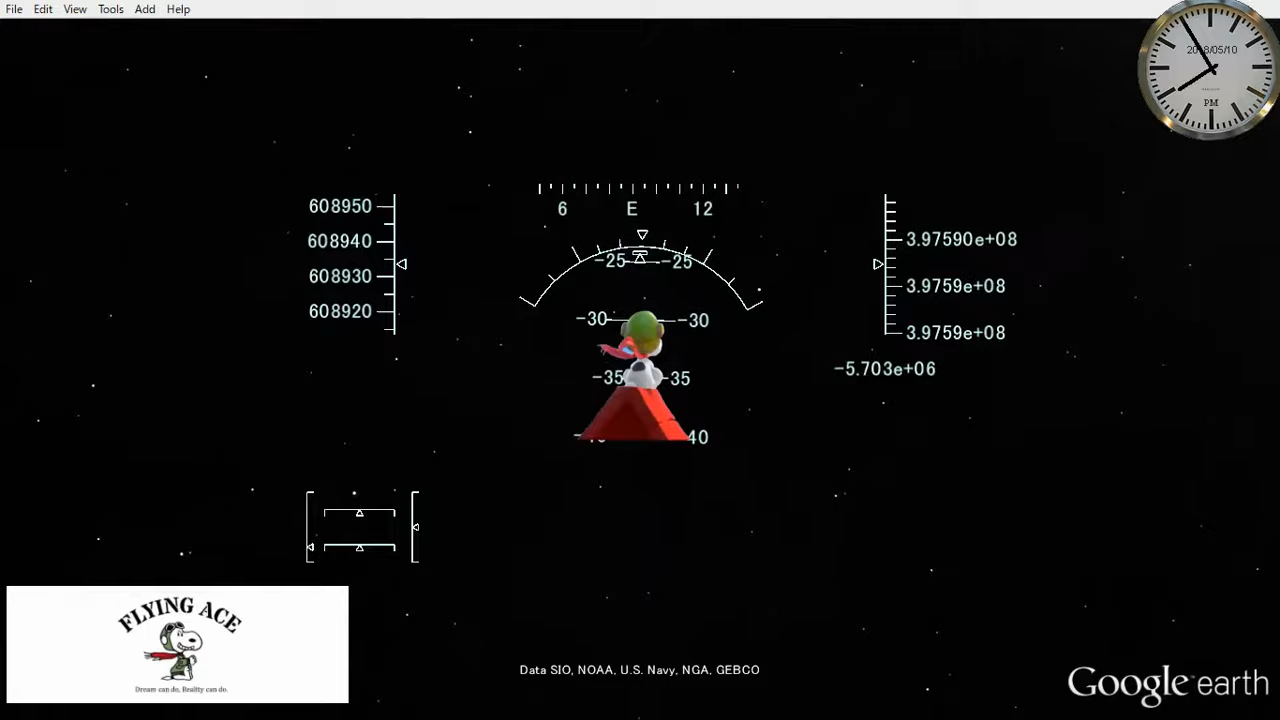 File Edit View Tools Add Help
2018/05/10
PM
6 E 12
608950
608940
608930
608920
-25 -25
-30 -30
-35 -35
40
3.97590e+08
3.9759e+08
3.9759e+08
-5.703e+06
FLYING ACE
Dream can do, Reality can do.
Data SIO, NOAA, U.S. Navy, NGA, GEBCO
Google earth